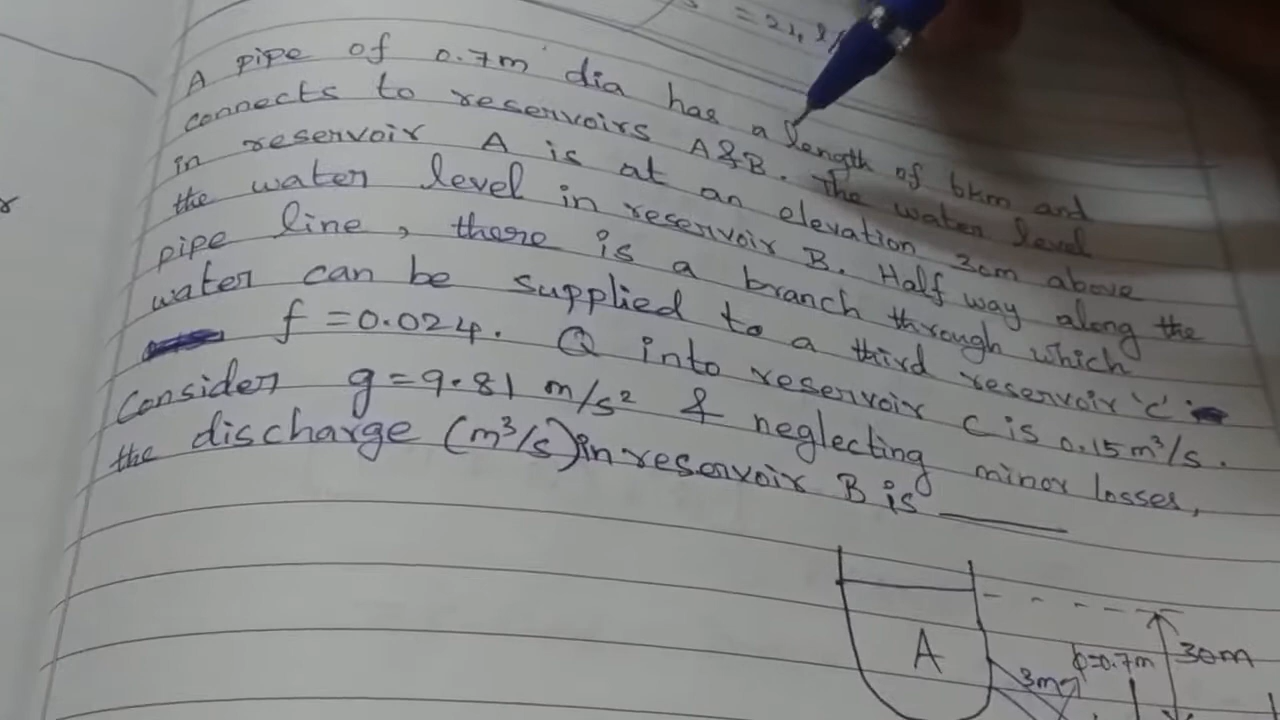 = 24.8
A pipe of 0.7m dia has a length of 6km and
connects to reservoirs A&B. The water level
in reservoir A is at an elevation 30m above
the water level in reservoir B. Half way along the
pipe line, there is a branch through which
water can be supplied to a third reservoir 'C'
f = 0.024. Q into reservoir C is 0.15 m³/s.
Consider g = 9.81 m/s² & neglecting minor losses,
the discharge (m³/s) in reservoir B is ____
A
ϕ=0.7m
30m